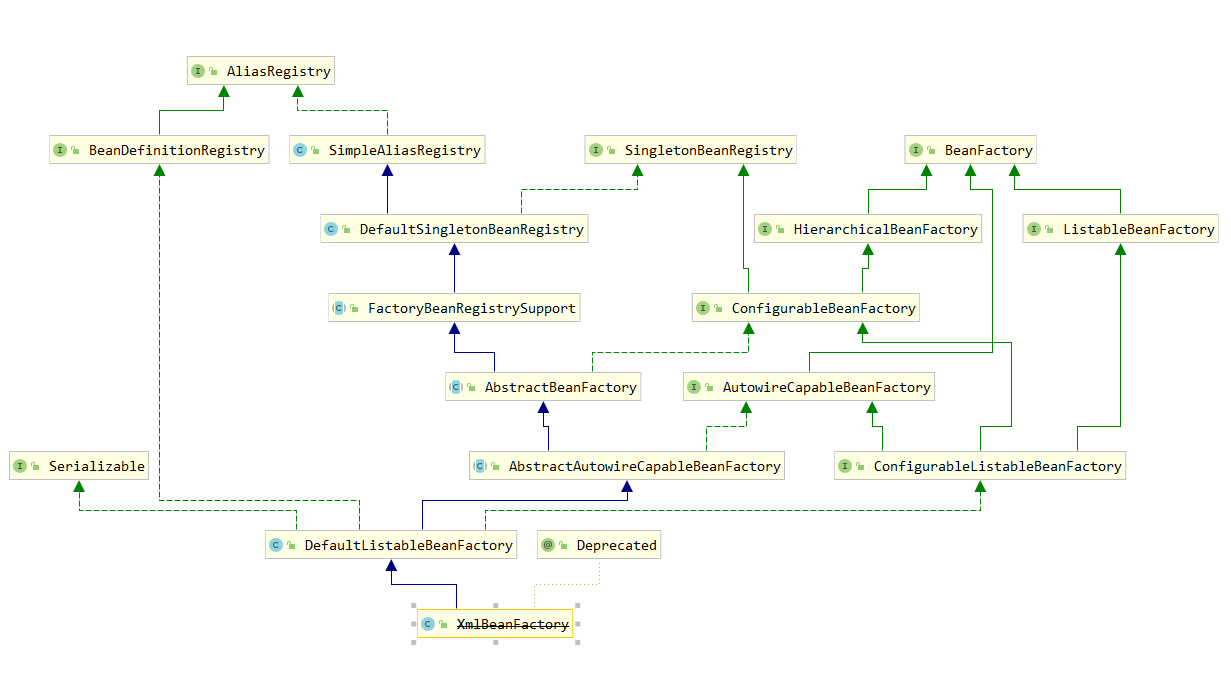 AliasRegistry
BeanDefinitionRegistry
SimpleAliasRegistry
SingletonBeanRegistry
BeanFactory
DefaultSingletonBeanRegistry
HierarchicalBeanFactory
ListableBeanFactory
FactoryBeanRegistrySupport
ConfigurableBeanFactory
AbstractBeanFactory
AutowireCapableBeanFactory
Serializable
AbstractAutowireCapableBeanFactory
ConfigurableListableBeanFactory
DefaultListableBeanFactory
Deprecated
XmlBeanFactory